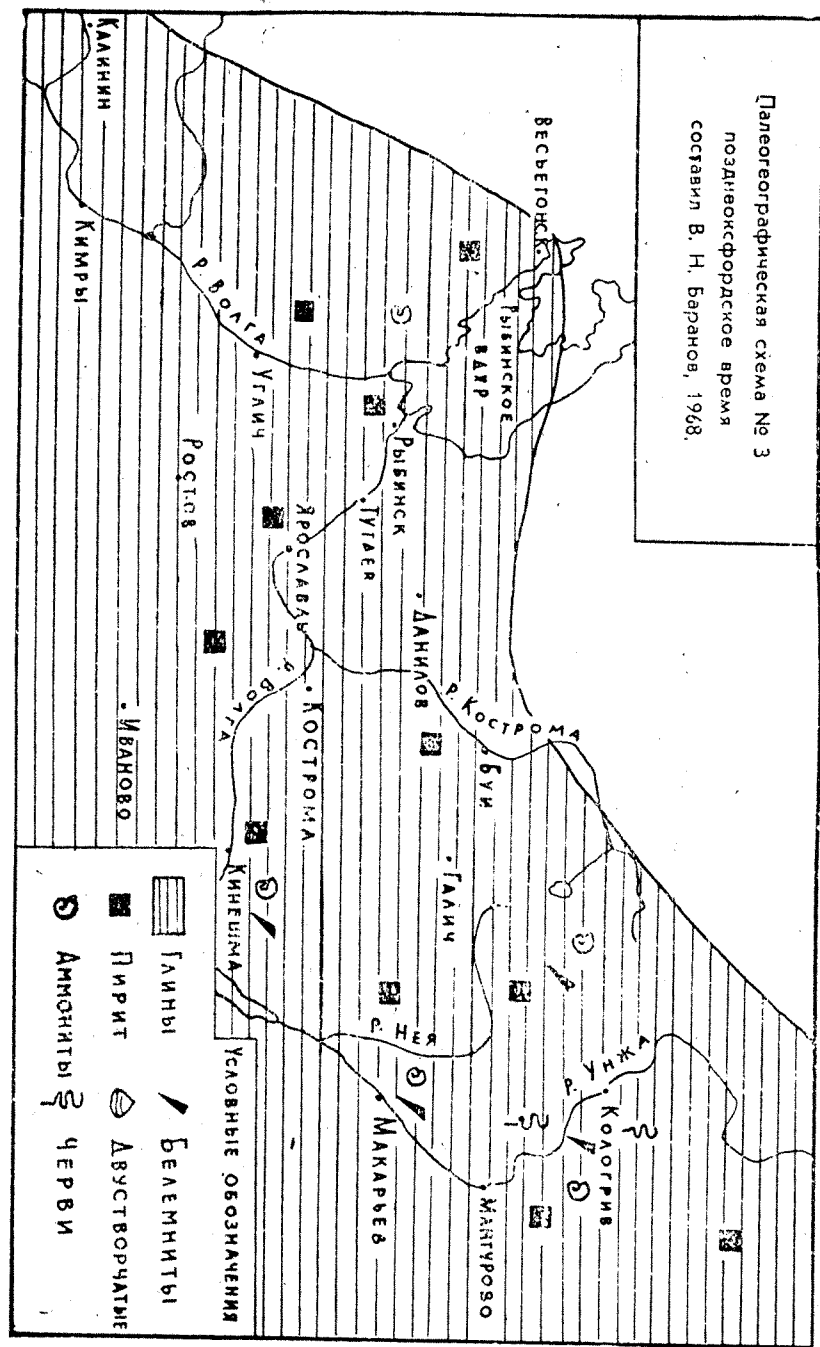 Палеогеографическая схема № 3
позднеоксфордское время
составил В. Н. Баранов, 1968.
ВЕСЬЕГОНСК
РЫБИНСКОЕ
ВДХР
КАЛИНИН
КИМРЫ
Р. ВОЛГА
УГЛИЧ
РЫБИНСК
ТУТАЕВ
РОСТОВ
ЯРОСЛАВЛЬ
ДАНИЛОВ
Р. КОСТРОМА
БУИ
Р. ВОЛГА
КОСТРОМА
ИВАНОВО
ГАЛИЧ
КИНЕШМА
Р. НЕЯ
Р. УНЖА
КОЛОГРИВ
МАКАРЬЕВ
МАНТУРОВО
УСЛОВНЫЕ ОБОЗНАЧЕНИЯ
ГЛИНЫ
БЕЛЕМНИТЫ
ПИРИТ
ДВУСТВОРЧАТЫЕ
АММОНИТЫ
ЧЕРВИ